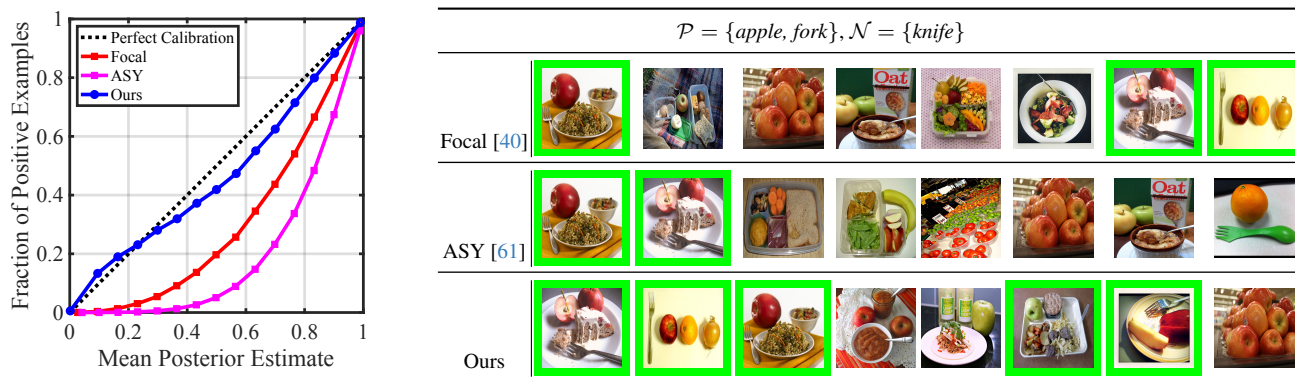 Fraction of Positive Examples
1
0.8
0.6
0.4
0.2
0
Perfect Calibration
Focal
ASY
Ours
0 0.2 0.4 0.6 0.8 1
Mean Posterior Estimate
𝒫 = {apple, fork}, 𝒩 = {knife}
Focal [40]
Oat
ASY [61]
Oat
Ours